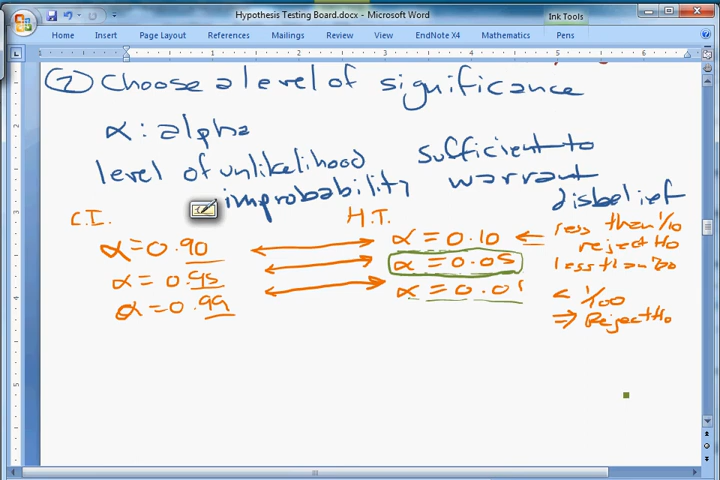 Hypothesis Testing Board.docx - Microsoft Word
Ink Tools
Home Insert Page Layout References Mailings Review View EndNote X4 Mathematics Pens
② Choose a level of significance
α : alpha
level of unlikelihood
improbability
sufficient to
warrant
disbelief
C.I.
H.T.
α = 0.90
α = 0.10
less than 1/10
reject Ho
α = 0.95
α = 0.05
less than
α = 0.99
α = 0.01
< 1/100
⇒ Reject Ho